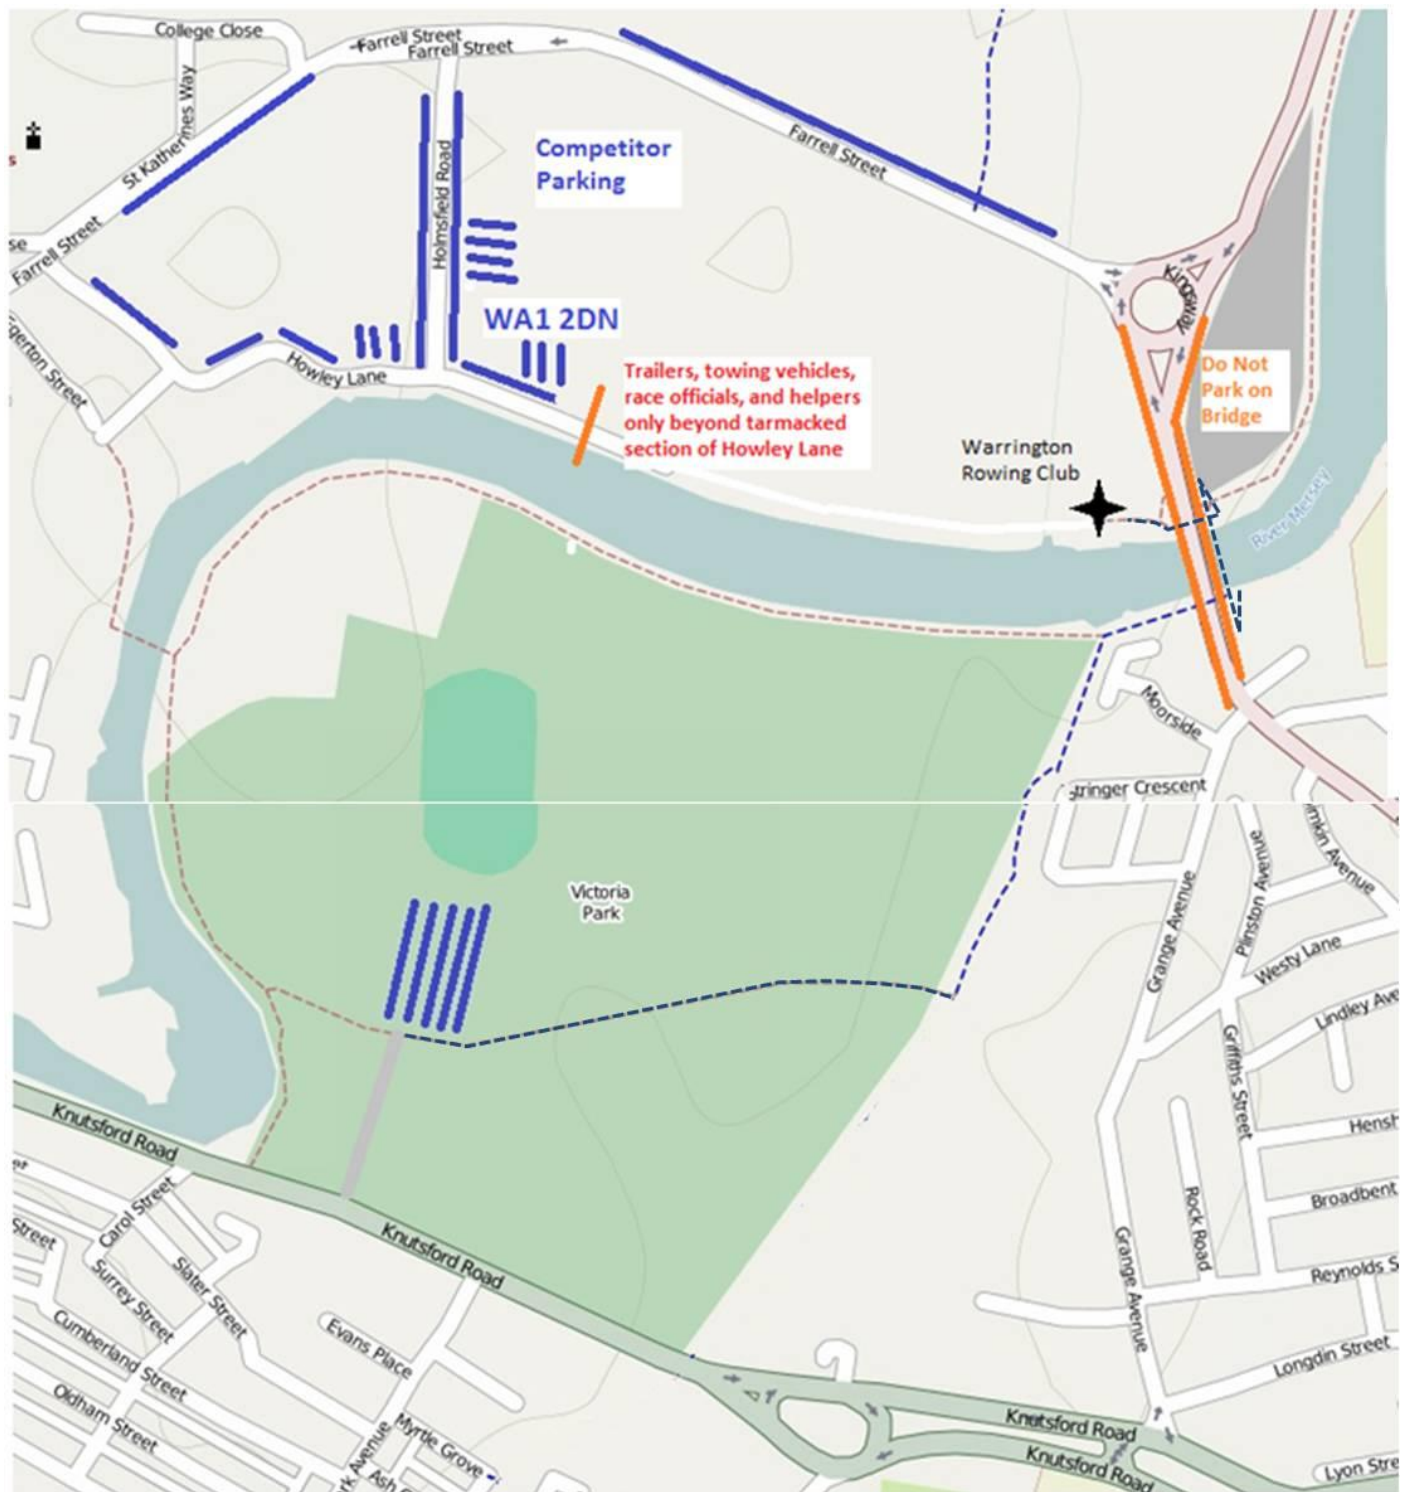 College Close
Farrell Street
Farrell Street
St Katherines Way
Farrell Street
Holmsfield Road
Competitor
Parking
Farrell Street
Kingsway
WA1 2DN
Howley Lane
Trailers, towing vehicles,
race officials, and helpers
only beyond tarmacked
section of Howley Lane
Do Not
Park on
Bridge
Warrington
Rowing Club
River Mersey
Moorside
Stringer Crescent
Victoria
Park
Grange Avenue
Plinston Avenue
Westy Lane
Lindley Ave
Griffiths Street
Knutsford Road
Carol Street
Street
Surrey Street
Slater Street
Cumberland Street
Oldham Street
Knutsford Road
Evans Place
Myrtle Grove
Ash
Rock Road
Grange Avenue
Hensh
Broadbent
Reynolds S
Longdin Street
Knutsford Road
Knutsford Road
Lyon Stre